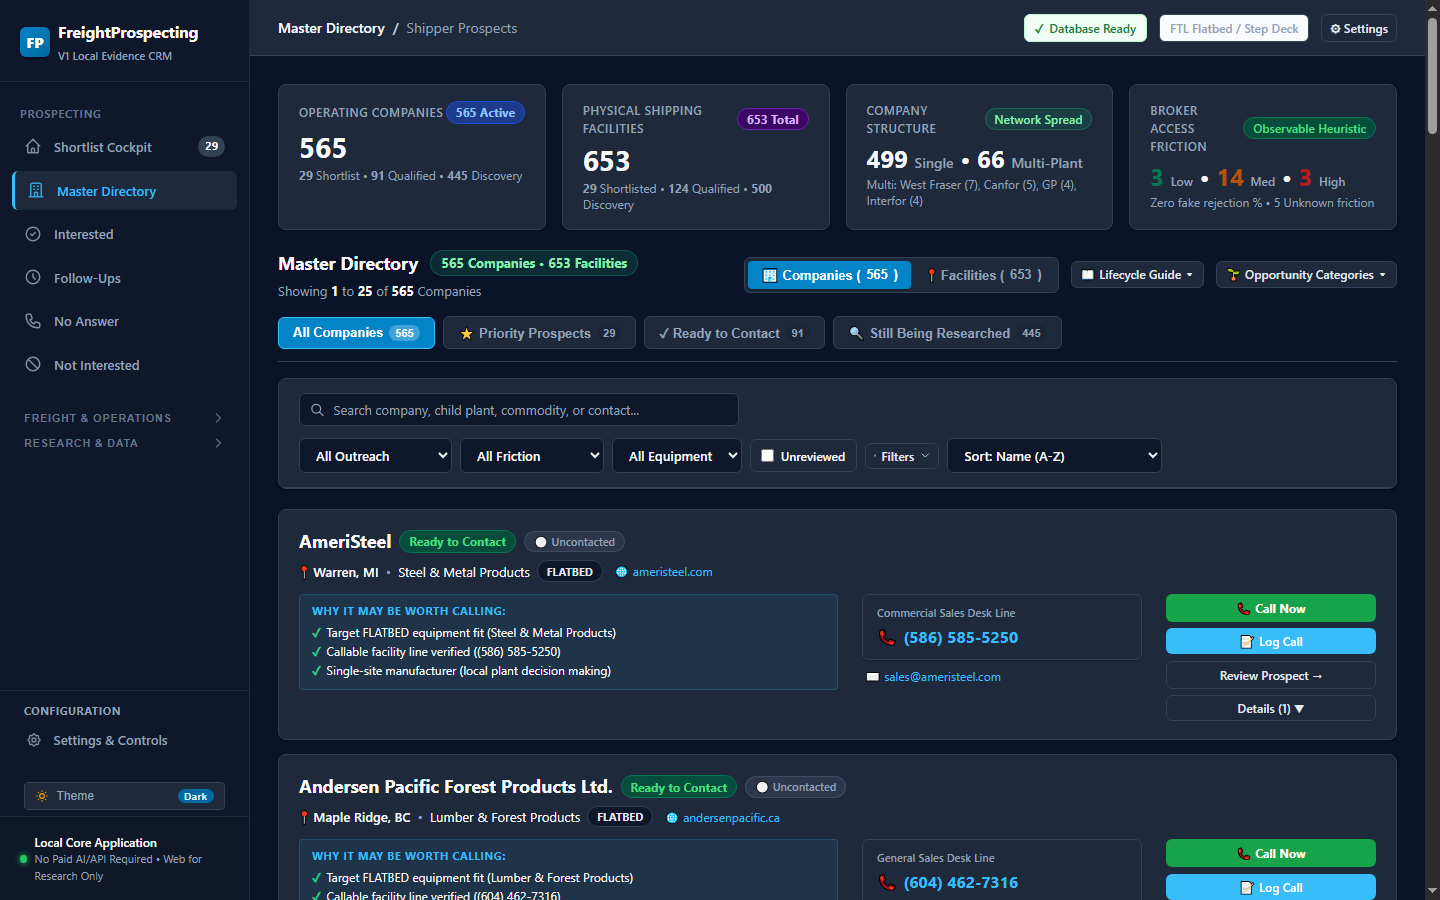 FP
FreightProspecting
V1 Local Evidence CRM
PROSPECTING
Shortlist Cockpit 29
Master Directory
Interested
Follow-Ups
No Answer
Not Interested
FREIGHT & OPERATIONS
RESEARCH & DATA
CONFIGURATION
Settings & Controls
Theme Dark
Local Core Application
No Paid AI/API Required • Web for
Research Only
Master Directory / Shipper Prospects
✓ Database Ready
FTL Flatbed / Step Deck
⚙ Settings
OPERATING COMPANIES 565 Active
565
29 Shortlist • 91 Qualified • 445 Discovery
PHYSICAL SHIPPING
FACILITIES
653 Total
653
29 Shortlisted • 124 Qualified • 500
Discovery
COMPANY
STRUCTURE
Network Spread
499 Single • 66 Multi-Plant
Multi: West Fraser (7), Canfor (5), GP (4),
Interfor (4)
BROKER
ACCESS
FRICTION
Observable Heuristic
3 Low • 14 Med • 3 High
Zero fake rejection % • 5 Unknown friction
Master Directory 565 Companies • 653 Facilities
Showing 1 to 25 of 565 Companies
🏢 Companies ( 565 )
📍 Facilities ( 653 )
📖 Lifecycle Guide ▾
🌱 Opportunity Categories ▾
All Companies 565
⭐ Priority Prospects 29
✓ Ready to Contact 91
🔍 Still Being Researched 445
Search company, child plant, commodity, or contact...
All Outreach
All Friction
All Equipment
Unreviewed
· Filters
Sort: Name (A-Z)
AmeriSteel Ready to Contact ⚪ Uncontacted
📍 Warren, MI • Steel & Metal Products FLATBED 🌐 ameristeel.com
WHY IT MAY BE WORTH CALLING:
✓ Target FLATBED equipment fit (Steel & Metal Products)
✓ Callable facility line verified ((586) 585-5250)
✓ Single-site manufacturer (local plant decision making)
Commercial Sales Desk Line
📞 (586) 585-5250
✉ sales@ameristeel.com
📞 Call Now
📝 Log Call
Review Prospect →
Details (1) ▼
Andersen Pacific Forest Products Ltd. Ready to Contact ⚪ Uncontacted
📍 Maple Ridge, BC • Lumber & Forest Products FLATBED 🌐 andersenpacific.ca
WHY IT MAY BE WORTH CALLING:
✓ Target FLATBED equipment fit (Lumber & Forest Products)
✓ Callable facility line verified ((604) 462-7316)
General Sales Desk Line
📞 (604) 462-7316
📞 Call Now
📝 Log Call